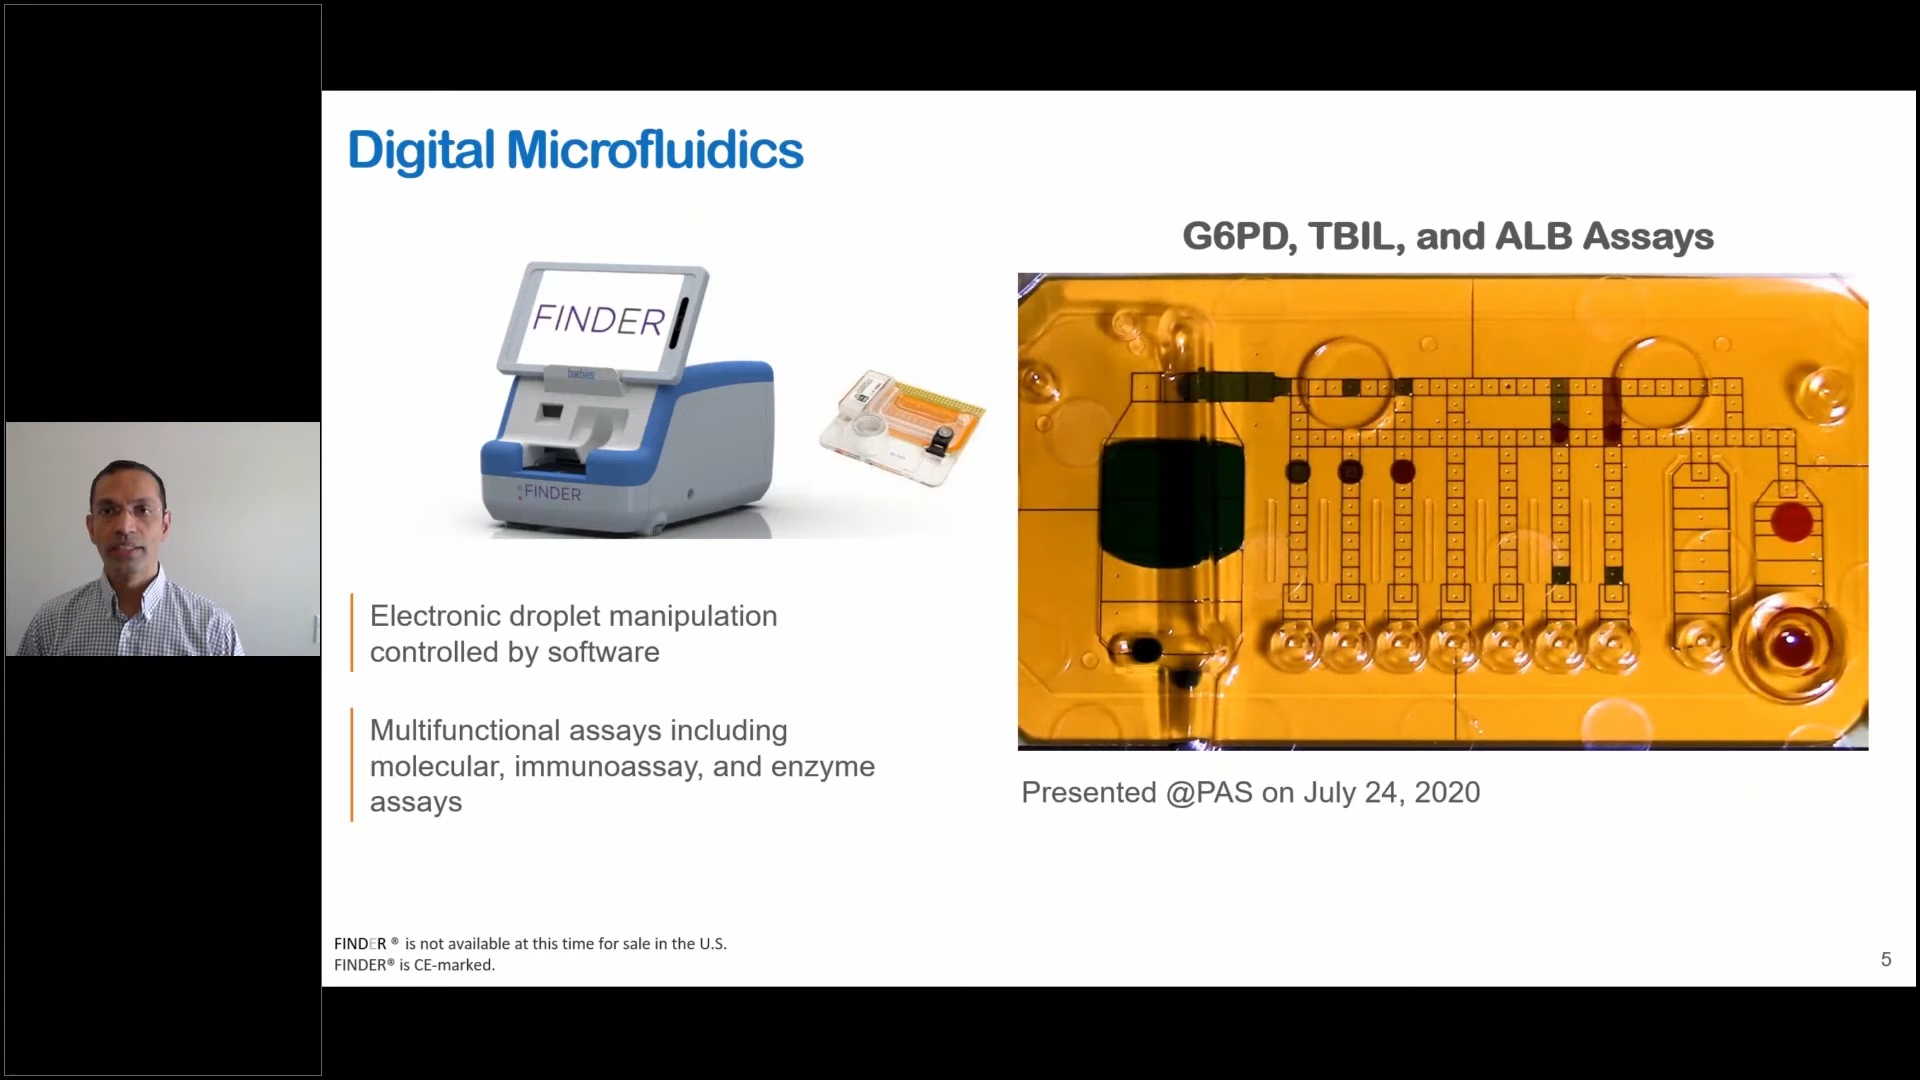 Digital Microfluidics
G6PD, TBIL, and ALB Assays
FINDER
baebies
FINDER
Electronic droplet manipulation
controlled by software
Multifunctional assays including
molecular, immunoassay, and enzyme
assays
Presented @PAS on July 24, 2020
FINDER ® is not available at this time for sale in the U.S.
FINDER® is CE-marked.
5